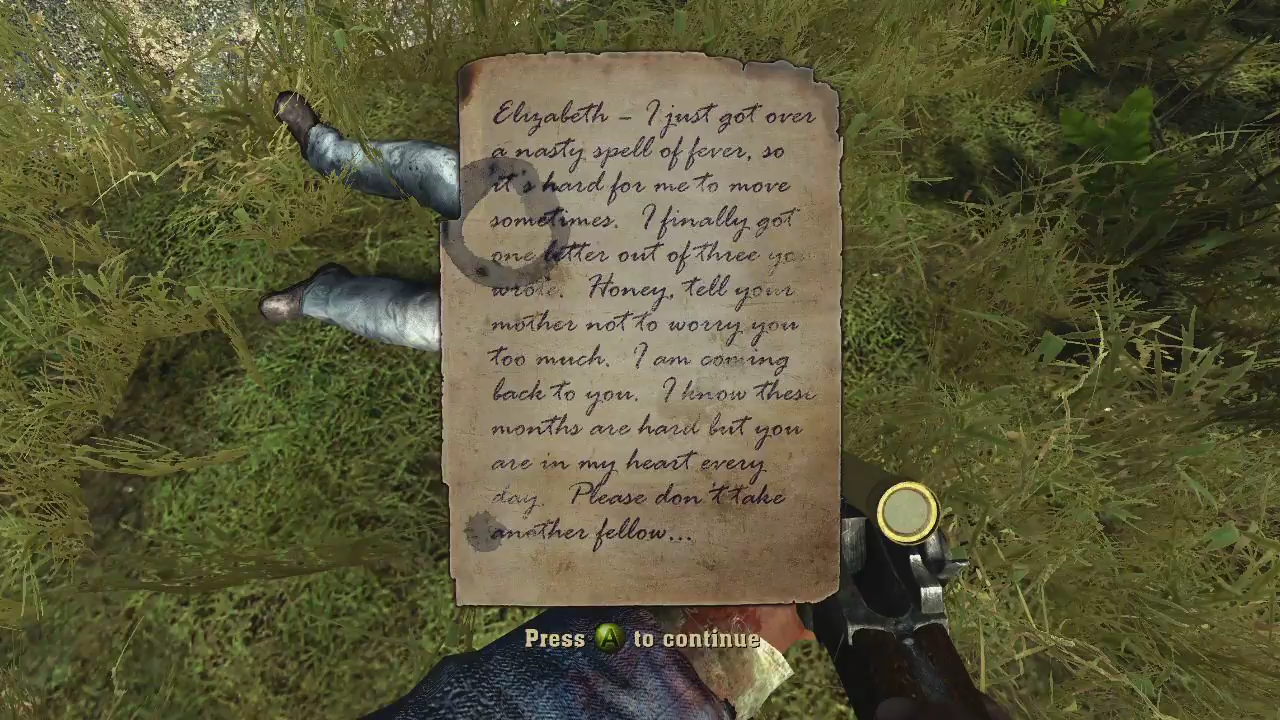 Elizabeth – I just got over
a nasty spell of fever, so
it's hard for me to move
sometimes. I finally got
one letter out of three you
wrote. Honey, tell your
mother not to worry you
too much. I am coming
back to you. I know these
months are hard but you
are in my heart every
day. Please don't take
another fellow...
Press A to continue